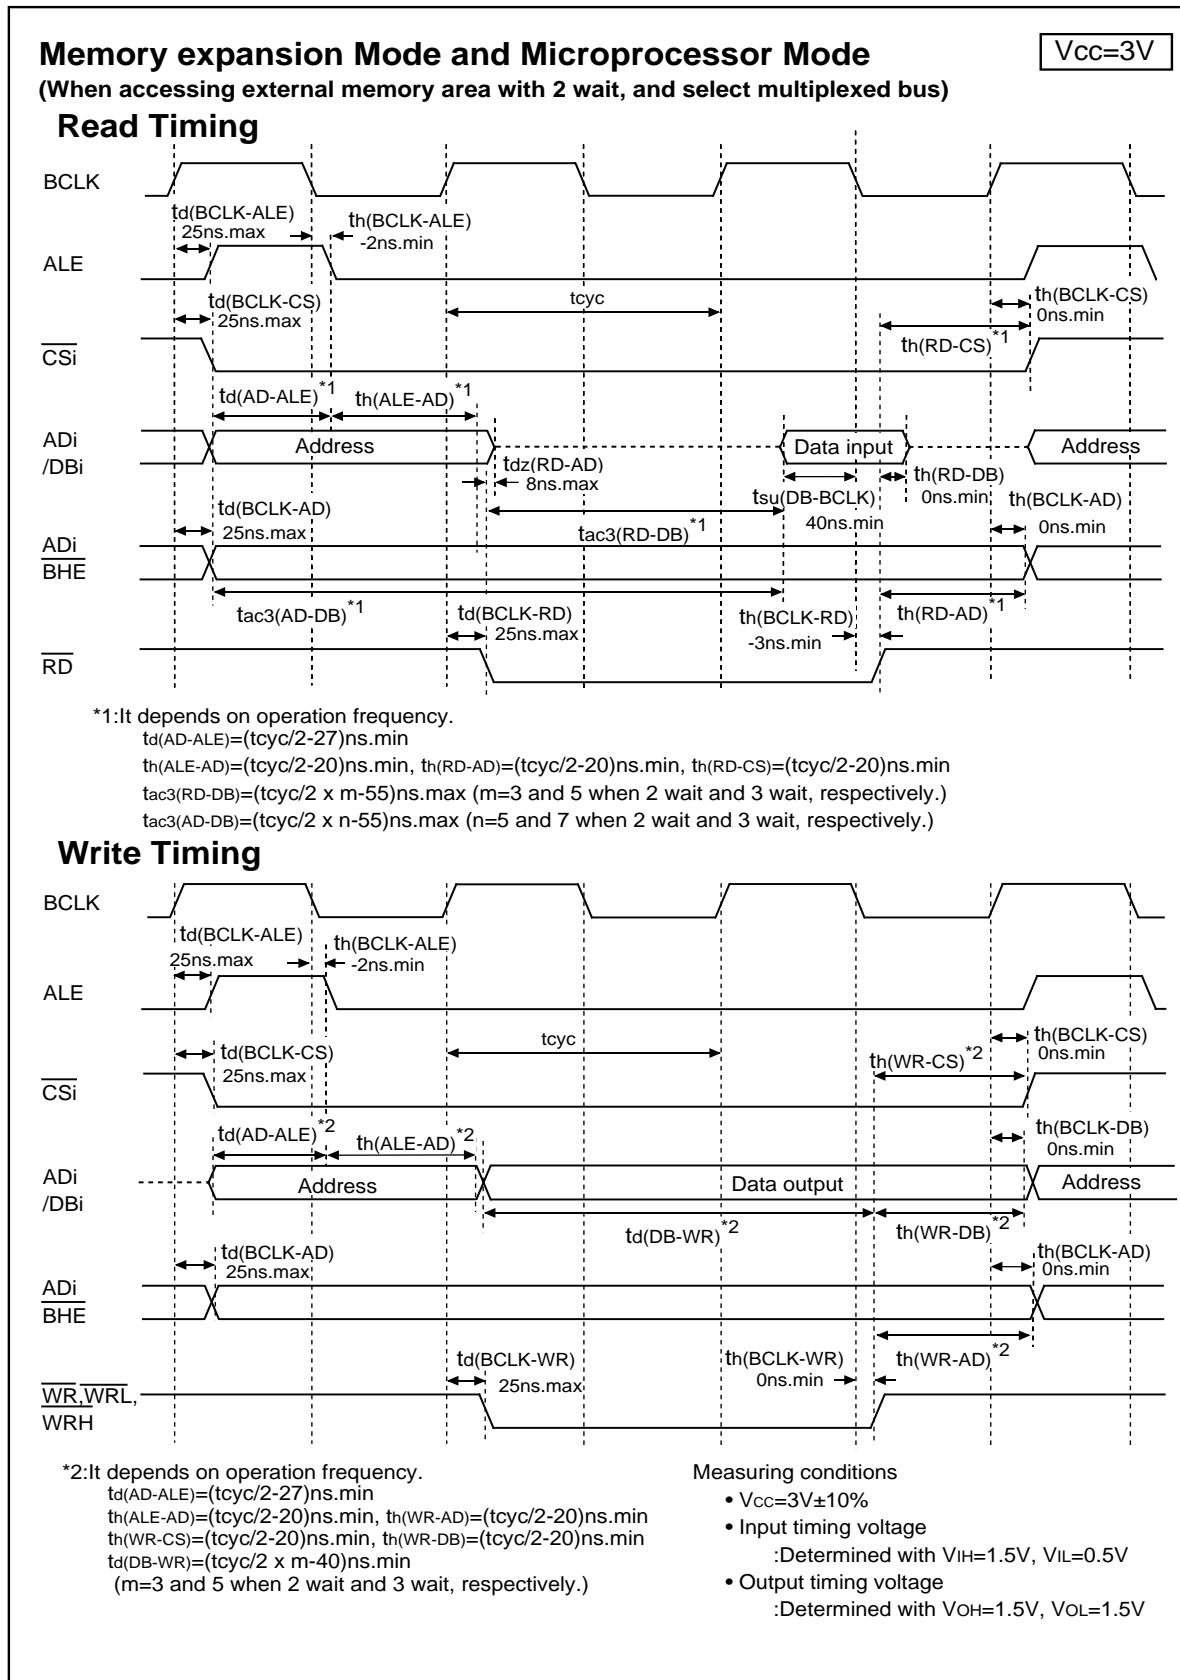 Memory expansion Mode and Microprocessor Mode
Vcc=3V
(When accessing external memory area with 2 wait, and select multiplexed bus)
Read Timing
BCLK
td(BCLK-ALE)
25ns.max
th(BCLK-ALE)
-2ns.min
ALE
td(BCLK-CS)
25ns.max
tcyc
th(BCLK-CS)
0ns.min
th(RD-CS)*1
CSi
td(AD-ALE)*1
th(ALE-AD)*1
ADi
/DBi
Address
Data input
Address
tdz(RD-AD)
8ns.max
th(RD-DB)
0ns.min
tsu(DB-BCLK)
40ns.min
th(BCLK-AD)
0ns.min
td(BCLK-AD)
25ns.max
tac3(RD-DB)*1
ADi
BHE
tac3(AD-DB)*1
td(BCLK-RD)
25ns.max
th(BCLK-RD)
-3ns.min
th(RD-AD)*1
RD
*1:It depends on operation frequency.
td(AD-ALE)=(tcyc/2-27)ns.min
th(ALE-AD)=(tcyc/2-20)ns.min, th(RD-AD)=(tcyc/2-20)ns.min, th(RD-CS)=(tcyc/2-20)ns.min
tac3(RD-DB)=(tcyc/2 x m-55)ns.max (m=3 and 5 when 2 wait and 3 wait, respectively.)
tac3(AD-DB)=(tcyc/2 x n-55)ns.max (n=5 and 7 when 2 wait and 3 wait, respectively.)
Write Timing
BCLK
td(BCLK-ALE)
25ns.max
th(BCLK-ALE)
-2ns.min
ALE
td(BCLK-CS)
25ns.max
tcyc
th(BCLK-CS)
0ns.min
th(WR-CS)*2
CSi
td(AD-ALE)*2
th(ALE-AD)*2
th(BCLK-DB)
0ns.min
ADi
/DBi
Address
Data output
Address
td(DB-WR)*2
th(WR-DB)*2
td(BCLK-AD)
25ns.max
th(BCLK-AD)
0ns.min
ADi
BHE
td(BCLK-WR)
25ns.max
th(BCLK-WR)
0ns.min
th(WR-AD)*2
WR,WRL,
WRH
*2:It depends on operation frequency.
td(AD-ALE)=(tcyc/2-27)ns.min
th(ALE-AD)=(tcyc/2-20)ns.min, th(WR-AD)=(tcyc/2-20)ns.min
th(WR-CS)=(tcyc/2-20)ns.min, th(WR-DB)=(tcyc/2-20)ns.min
td(DB-WR)=(tcyc/2 x m-40)ns.min
(m=3 and 5 when 2 wait and 3 wait, respectively.)
Measuring conditions
• VCC=3V±10%
• Input timing voltage
:Determined with VIH=1.5V, VIL=0.5V
• Output timing voltage
:Determined with VOH=1.5V, VOL=1.5V